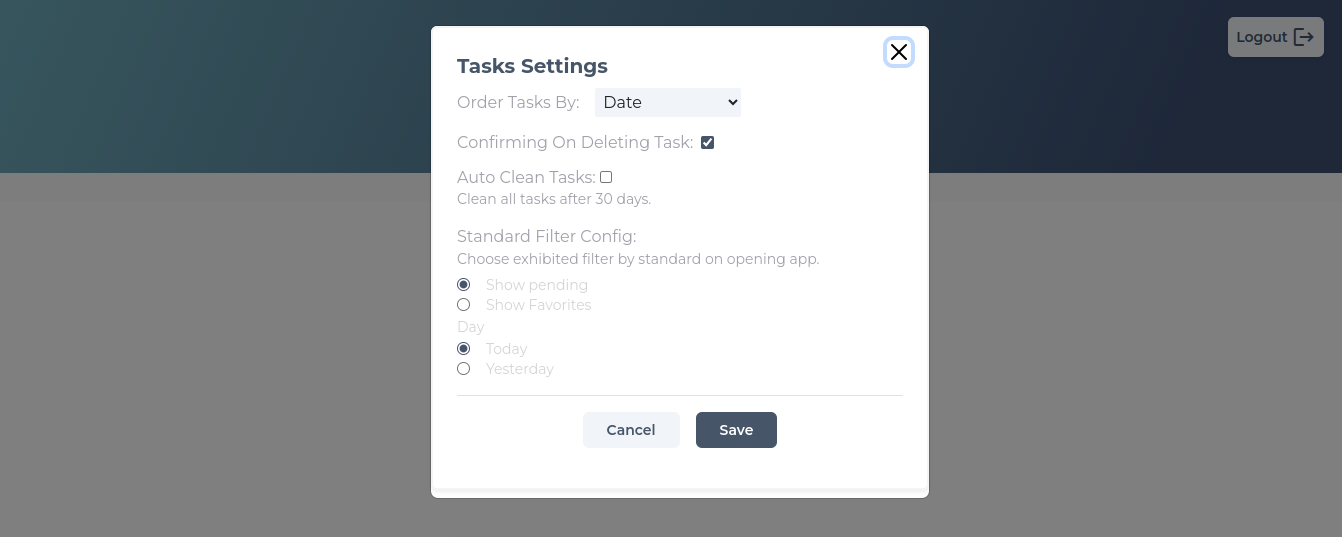 Logout
Tasks Settings
Order Tasks By: Date
Confirming On Deleting Task:
Auto Clean Tasks:
Clean all tasks after 30 days.
Standard Filter Config:
Choose exhibited filter by standard on opening app.
Show pending
Show Favorites
Day
Today
Yesterday
Cancel Save